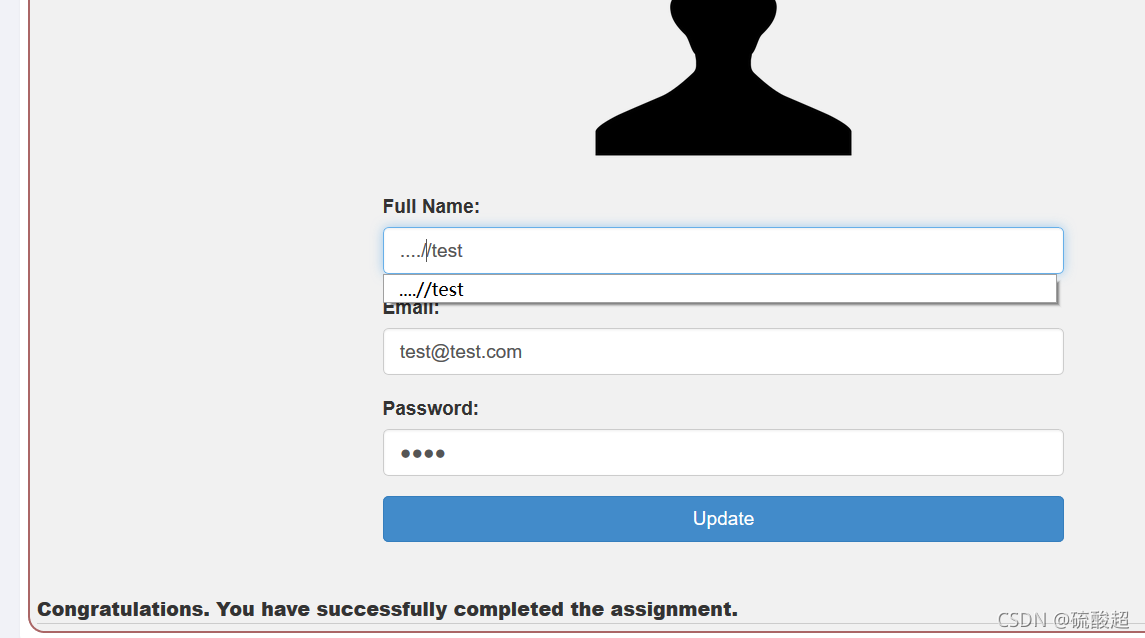 Full Name:
....//test
....//test
Email:
test@test.com
Password:
••••
Update
Congratulations. You have successfully completed the assignment.
CSDN @硫酸超